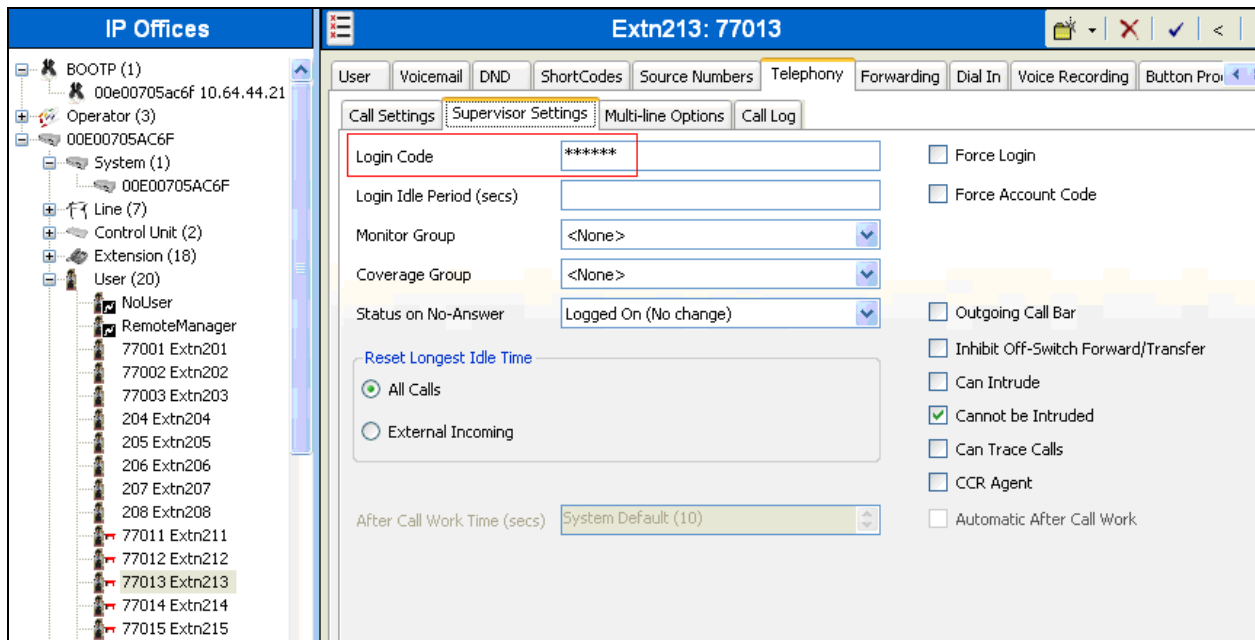 IP Offices
BOOTP (1)
00e00705ac6f 10.64.44.21
Operator (3)
00E00705AC6F
System (1)
00E00705AC6F
Line (7)
Control Unit (2)
Extension (18)
User (20)
NoUser
RemoteManager
77001 Extn201
77002 Extn202
77003 Extn203
204 Extn204
205 Extn205
206 Extn206
207 Extn207
208 Extn208
77011 Extn211
77012 Extn212
77013 Extn213
77014 Extn214
77015 Extn215
Extn213: 77013
User Voicemail DND ShortCodes Source Numbers Telephony Forwarding Dial In Voice Recording Button
Call Settings Supervisor Settings Multi-line Options Call Log
Login Code ****** Force Login
Login Idle Period (secs) Force Account Code
Monitor Group <None>
Coverage Group <None>
Status on No-Answer Logged On (No change) Outgoing Call Bar
Reset Longest Idle Time Inhibit Off-Switch Forward/Transfer
All Calls Can Intrude
Cannot be Intruded
External Incoming Can Trace Calls
CCR Agent
After Call Work Time (secs) System Default (10) Automatic After Call Work